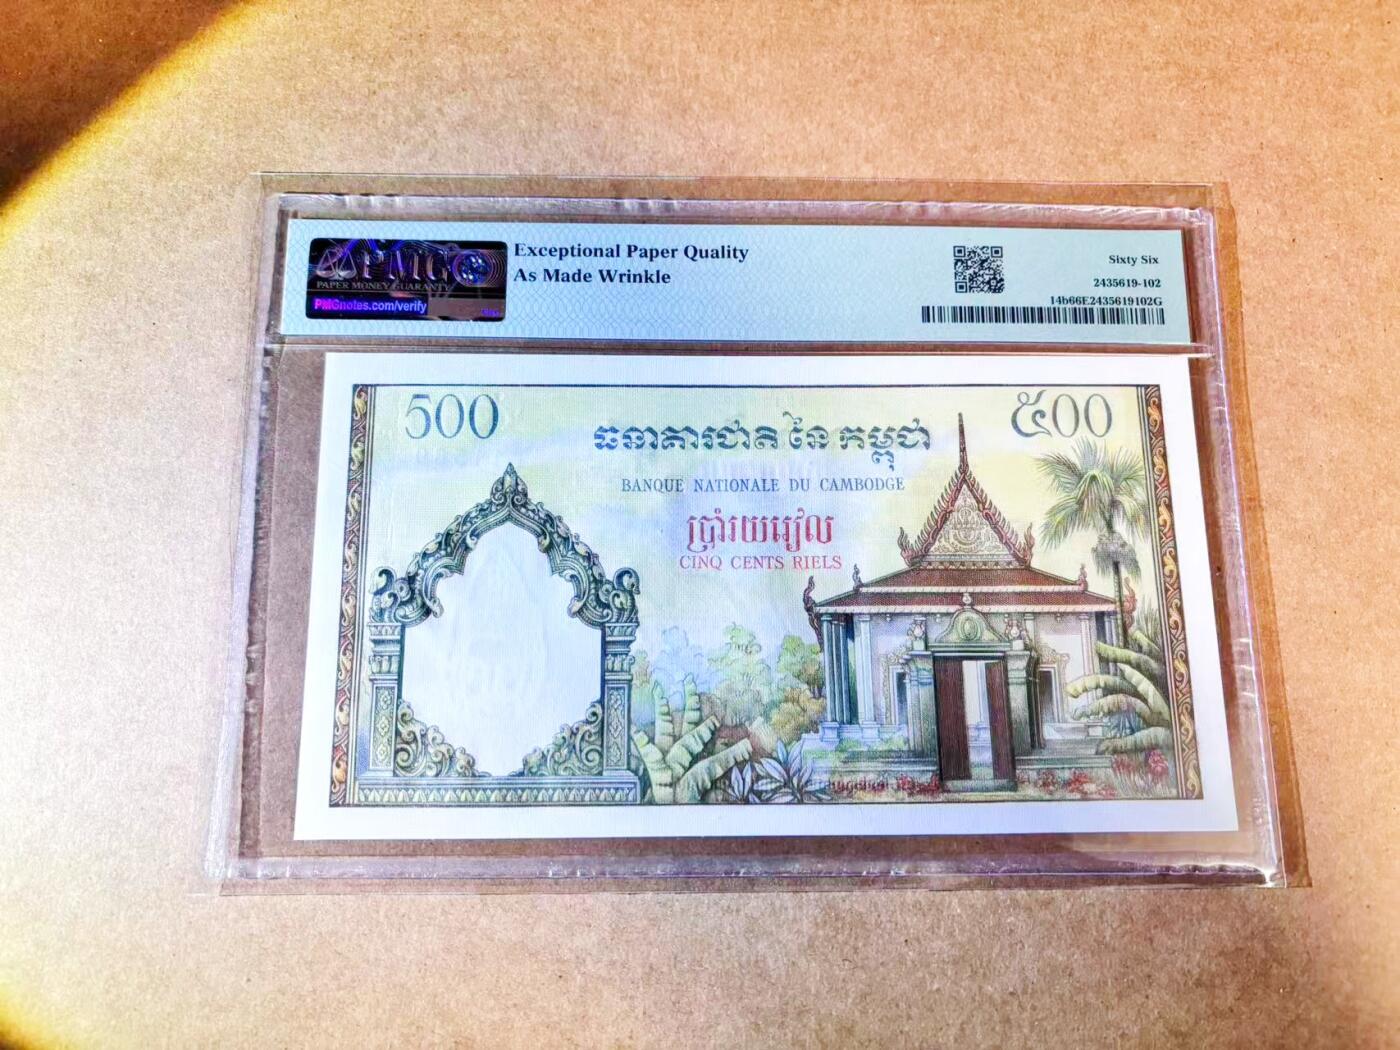 PMG
PAPER MONEY GUARANTY
PMGnotes.com/verify
Exceptional Paper Quality
As Made Wrinkle
Sixty Six
2435619-102
14b66E2435619102G
500
៥00
ធនាគារជាតិ នៃ កម្ពុជា
BANQUE NATIONALE DU CAMBODGE
ប្រាំរយរៀល
CINQ CENTS RIELS